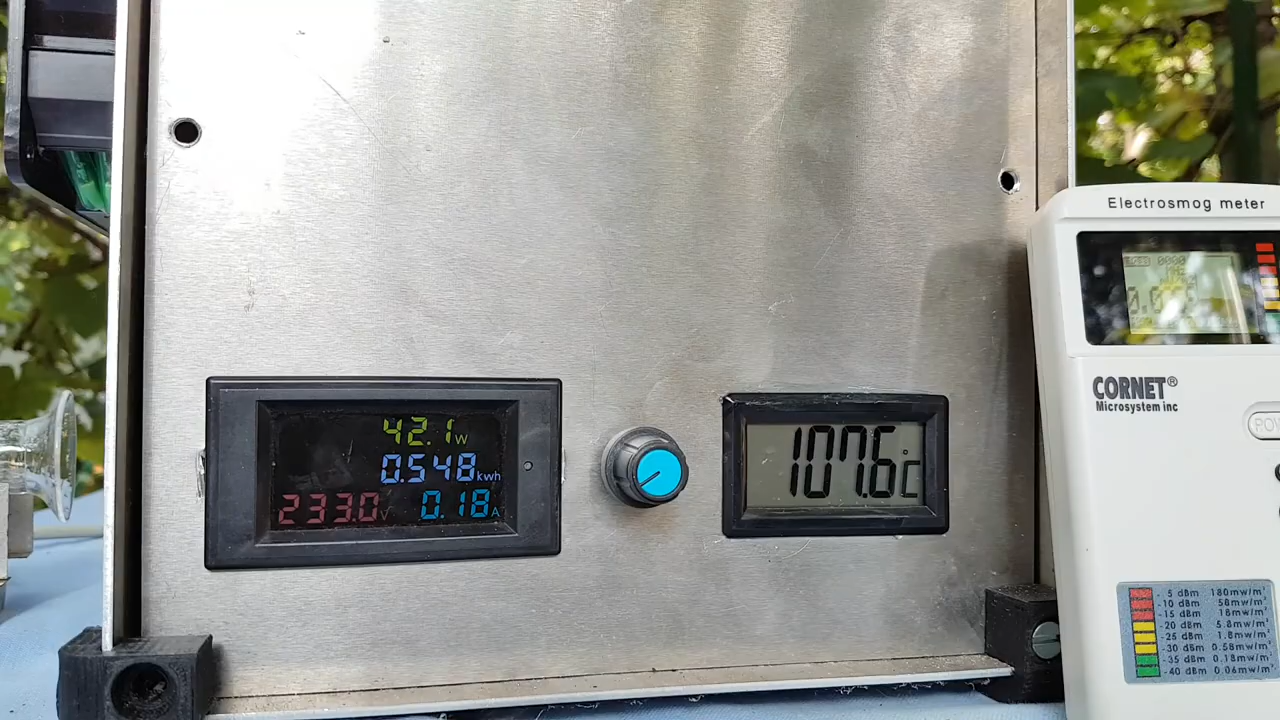 Electrosmog meter
42.1W
0.548kwh
233.0V 0.18A
107.6°C
CORNET®
Microsystem inc
-5 dBm 180mw/m²
-10 dBm 58mw/m²
-15 dBm 18mw/m²
-20 dBm 5.8mw/m²
-25 dBm 1.8mw/m²
-30 dBm 0.58mw/m²
-35 dBm 0.18mw/m²
-40 dBm 0.06mw/m²